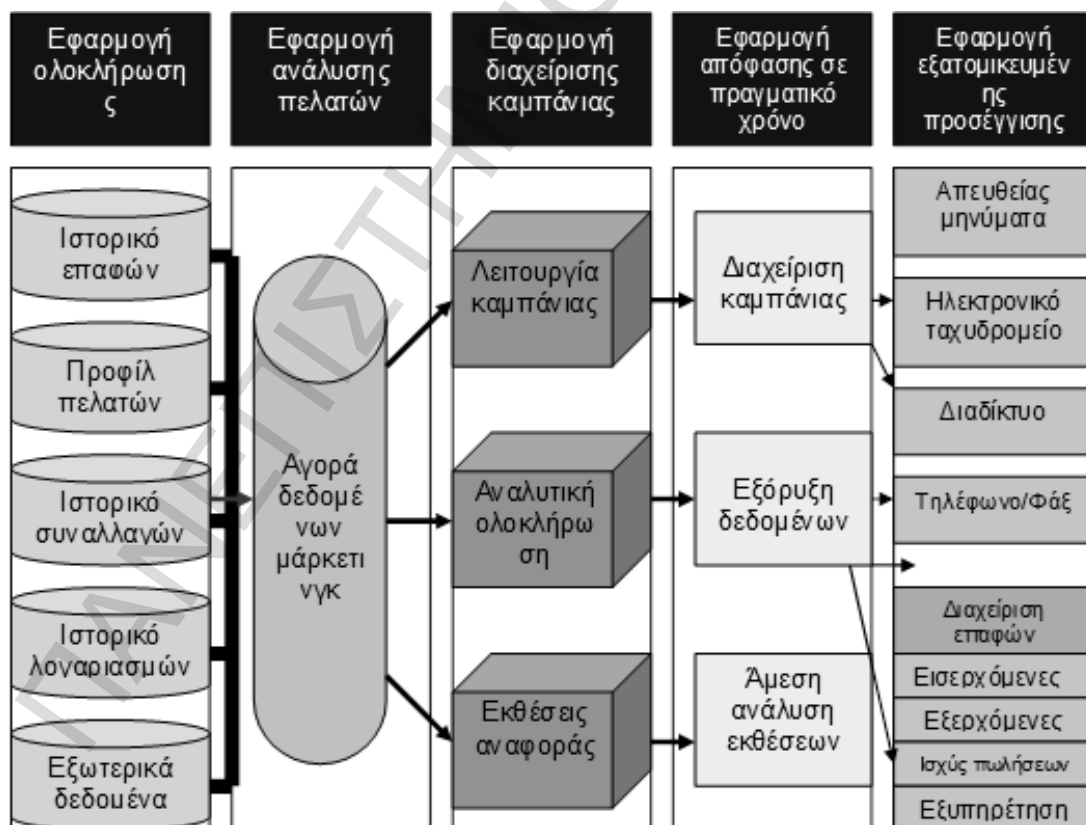 Εφαρμογή
ολοκλήρωση
ς
Εφαρμογή
ανάλυσης
πελατών
Εφαρμογή
διαχείρισης
καμπάνιας
Εφαρμογή
απόφασης σε
πραγματικό
χρόνο
Εφαρμογή
εξατομικευμέν
ης
προσέγγισης
Ιστορικό
επαφών
Προφίλ
πελατών
Ιστορικό
συναλλαγών
Ιστορικό
λογαριασμών
Εξωτερικά
δεδομένα
Αγορά
δεδομέ
νων
μάρκετι
νγκ
Λειτουργία
καμπάνιας
Αναλυτική
ολοκλήρω
ση
Εκθέσεις
αναφοράς
Διαχείριση
καμπάνιας
Εξόρυξη
δεδομένων
Άμεση
ανάλυση
εκθέσεων
Απευθείας
μηνύματα
Ηλεκτρονικό
ταχυδρομείο
Διαδίκτυο
Τηλέφωνο/Φάξ
Διαχείριση
επαφών
Εισερχόμενες
Εξερχόμενες
Ισχύς πωλήσεων
Εξυπηρέτηση